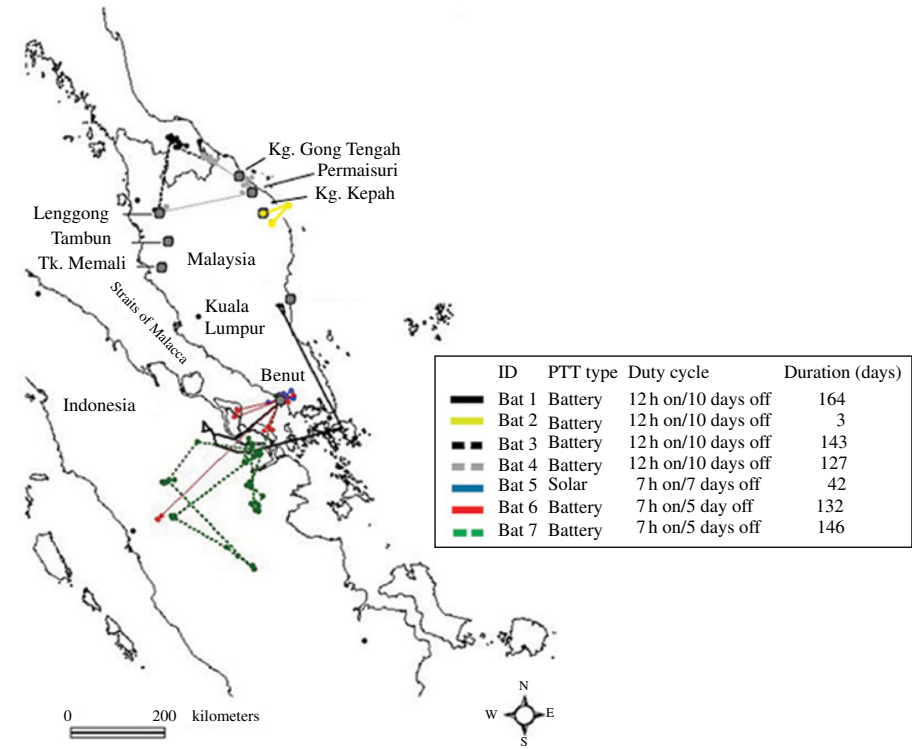 Kg. Gong Tengah
Permaisuri
Kg. Kepah
Lenggong
Tambun
Tk. Memali
Malaysia
Straits of Malacca
Kuala
Lumpur
Benut
Indonesia
ID PTT type Duty cycle Duration (days)
Bat 1 Battery 12 h on/10 days off 164
Bat 2 Battery 12 h on/10 days off 3
Bat 3 Battery 12 h on/10 days off 143
Bat 4 Battery 12 h on/10 days off 127
Bat 5 Solar 7 h on/7 days off 42
Bat 6 Battery 7 h on/5 day off 132
Bat 7 Battery 7 h on/5 days off 146
N
W E
S
0 200 kilometers